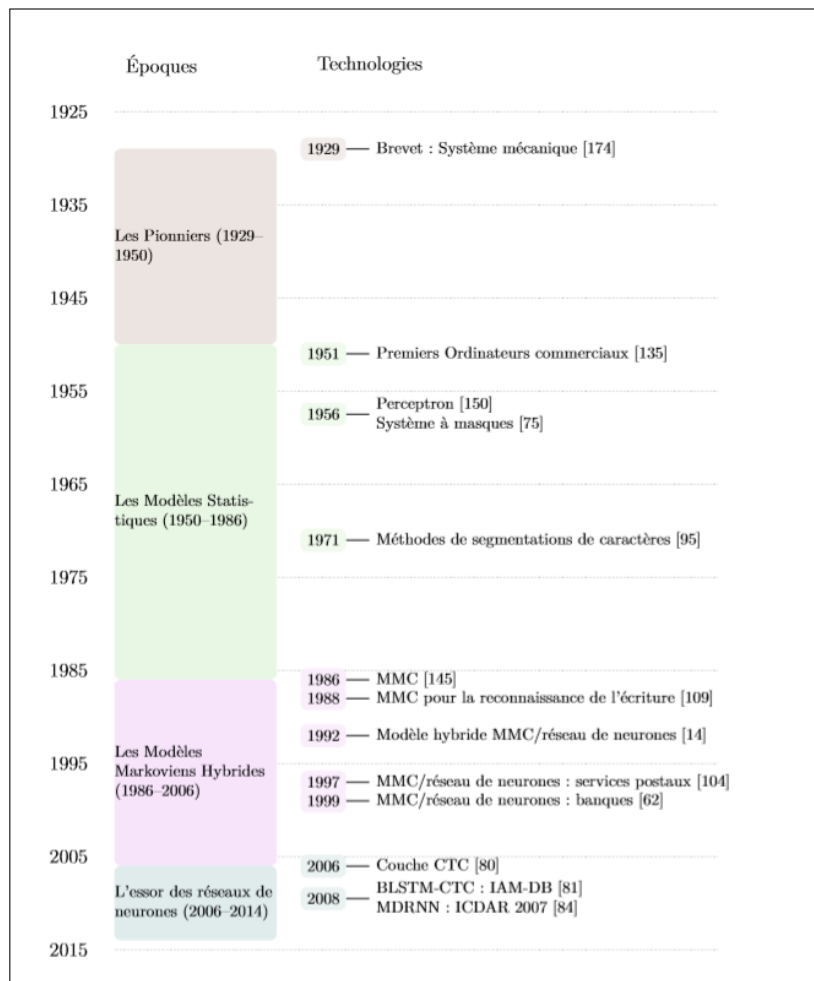 Époques
Technologies
1925
1929 Brevet : Système mécanique [174]
1935
Les Pionniers (1929–
1950)
1945
1951 Premiers Ordinateurs commerciaux [135]
1955
1956 Perceptron [150]
Système à masques [75]
1965
Les Modèles Statis-
tiques (1950–1986)
1971 Méthodes de segmentations de caractères [95]
1975
1985
1986 MMC [145]
1988 MMC pour la reconnaissance de l'écriture [109]
1992 Modèle hybride MMC/réseau de neurones [14]
Les Modèles
Markoviens Hybrides
(1986–2006)
1995
1997 MMC/réseau de neurones : services postaux [104]
1999 MMC/réseau de neurones : banques [62]
2005
2006 Couche CTC [80]
L'essor des réseaux de
neurones (2006–2014)
2008 BLSTM-CTC : IAM-DB [81]
MDRNN : ICDAR 2007 [84]
2015